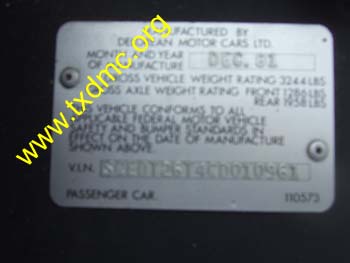 MANUFACTURED BY
DELOREAN MOTOR CARS LTD.
MONTH AND YEAR
OF MANUFACTURE DEC. 81
GROSS VEHICLE WEIGHT RATING 3244 LBS
GROSS AXLE WEIGHT RATING FRONT 1286 LBS
REAR 1958 LBS
VEHICLE CONFORMS TO ALL
APPLICABLE FEDERAL MOTOR VEHICLE
SAFETY AND BUMPER STANDARDS IN
EFFECT ON THE DATE OF MANUFACTURE
SHOWN ABOVE.
V.I.N.
PASSENGER CAR. 110573
www.txdmc.org